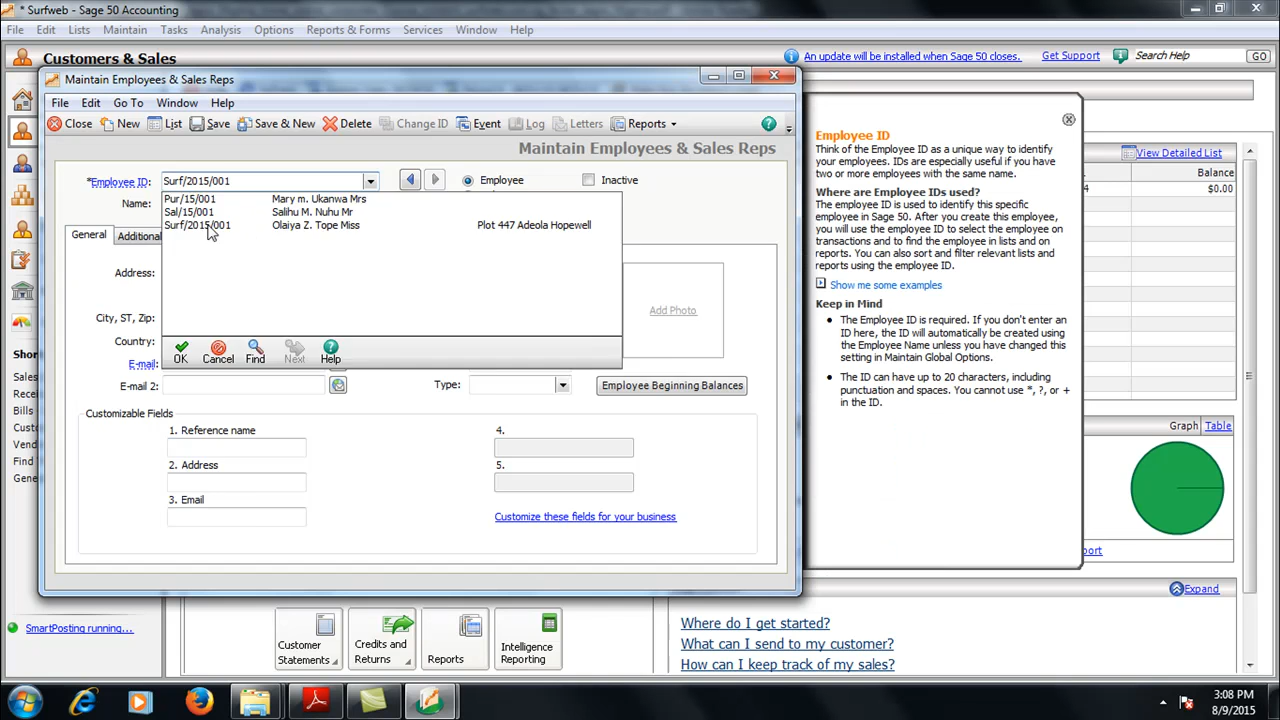 * Surfweb - Sage 50 Accounting
File Edit Lists Maintain Tasks Analysis Options Reports & Forms Services Window Help
Customers & Sales
An update will be installed when Sage 50 closes. Get Support Search Help GO
Maintain Employees & Sales Reps
File Edit Go To Window Help
Close New List Save Save & New Delete Change ID Event Log Letters Reports
Maintain Employees & Sales Reps
*Employee ID: Surf/2015/001 Employee Inactive
Name:
Pur/15/001 Mary m. Ukanwa Mrs
Sal/15/001 Salihu M. Nuhu Mr
Surf/2015/001 Olaiya Z. Tope Miss Plot 447 Adeola Hopewell
General Additional
Address:
Add Photo
City, ST, Zip:
Country:
OK Cancel Find Next Help
E-mail:
E-mail 2: Type: Employee Beginning Balances
Customizable Fields
1. Reference name 4.
2. Address 5.
3. Email
Customize these fields for your business
Employee ID
Think of the Employee ID as a unique way to identify
your employees. IDs are especially useful if you have
two or more employees with the same name.
Where are Employee IDs used?
The employee ID is used to identify this specific
employee in Sage 50. After you create this employee,
you will use the employee ID to select the employee on
transactions and to find the employee in lists and on
reports. You can also sort and filter relevant lists and
reports using the employee ID.
Show me some examples
Keep in Mind
• The Employee ID is required. If you don't enter an
ID here, the ID will automatically be created using
the Employee Name unless you have changed this
setting in Maintain Global Options.
• The ID can have up to 20 characters, including
punctuation and spaces. You cannot use *, ?, or +
in the ID.
View Detailed List
Balance
4 $0.00
Graph Table
port
Expand
Shor
Sales
Recei
Bills
Custo
Vend
Find
Gene
SmartPosting running...
Customer
Statements
Credits and
Returns
Reports
Intelligence
Reporting
Where do I get started?
What can I send to my customer?
How can I keep track of my sales?
3:08 PM
8/9/2015